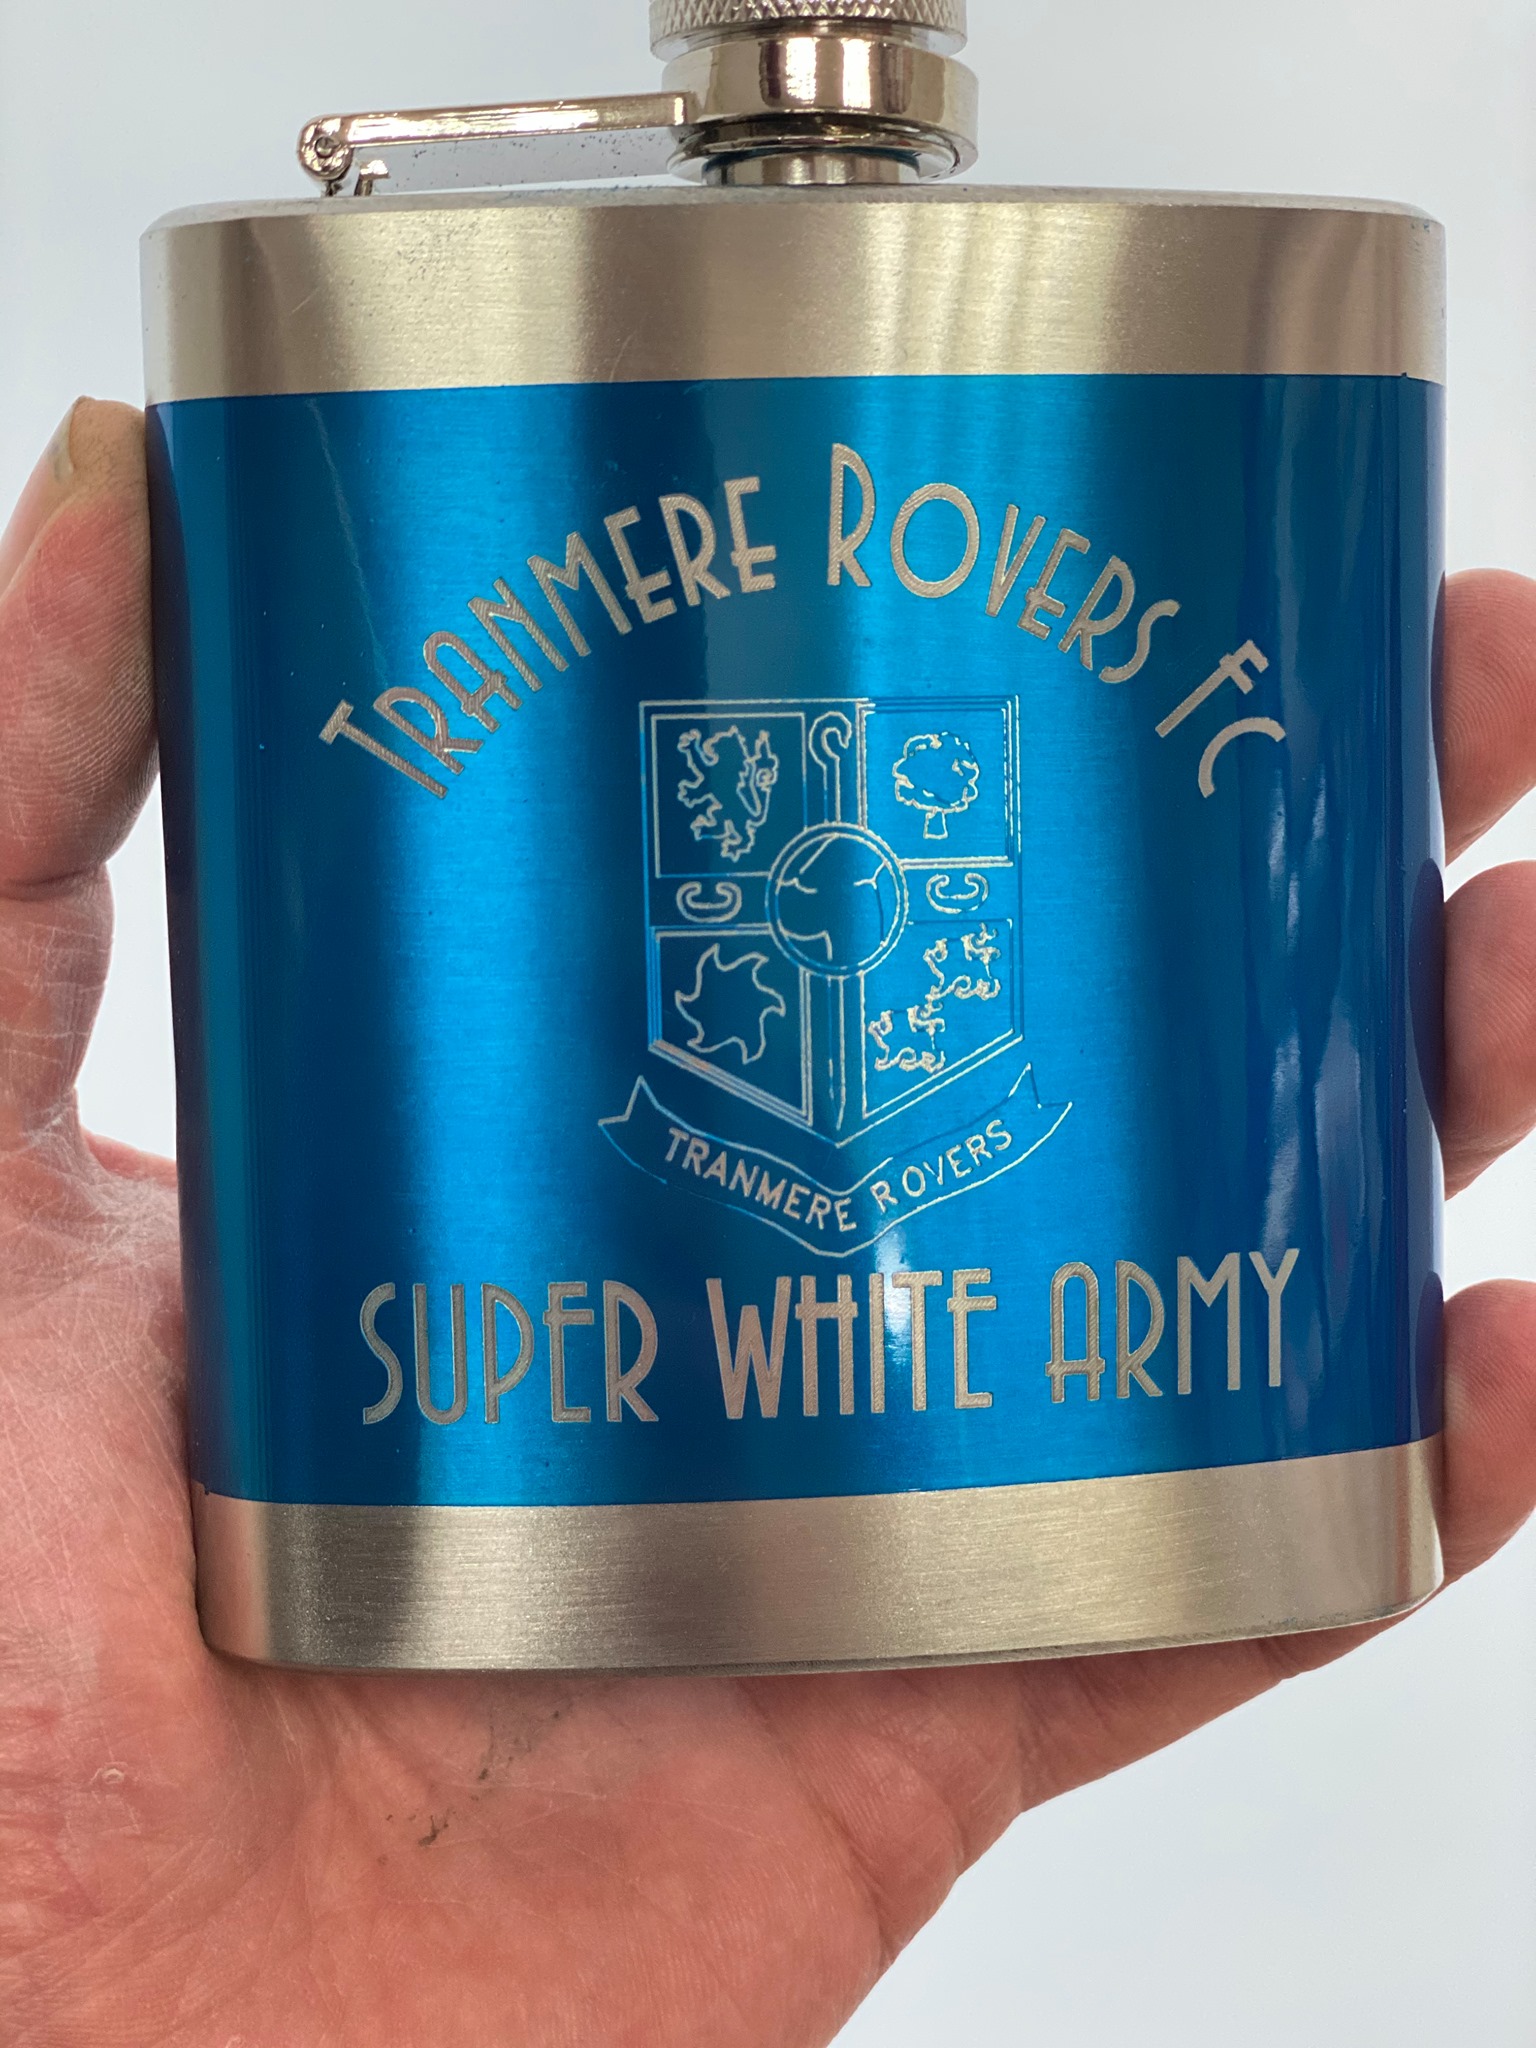 TRANMERE ROVERS FC
TRANMERE ROVERS
SUPER WHITE ARMY